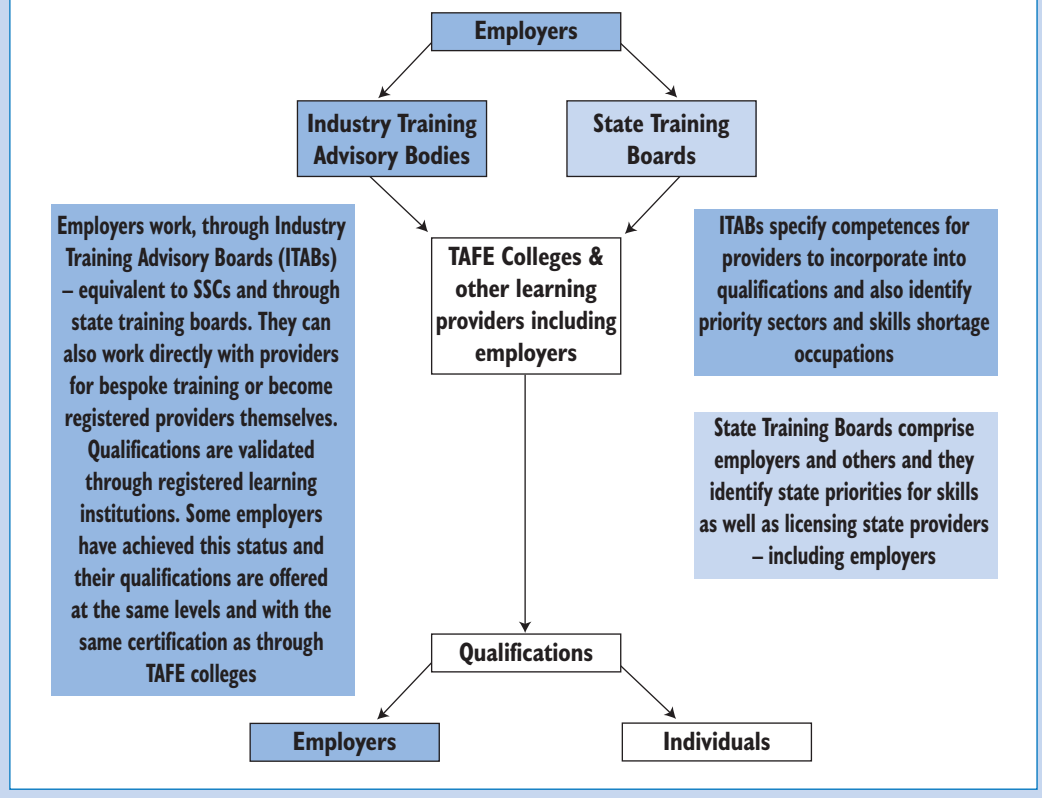 Employers
Industry Training
Advisory Bodies
State Training
Boards
Employers work, through Industry
Training Advisory Boards (ITABs)
– equivalent to SSCs and through
state training boards. They can
also work directly with providers
for bespoke training or become
registered providers themselves.
Qualifications are validated
through registered learning
institutions. Some employers
have achieved this status and
their qualifications are offered
at the same levels and with the
same certification as through
TAFE colleges
TAFE Colleges &
other learning
providers including
employers
ITABs specify competences for
providers to incorporate into
qualifications and also identify
priority sectors and skills shortage
occupations
State Training Boards comprise
employers and others and they
identify state priorities for skills
as well as licensing state providers
– including employers
Qualifications
Employers
Individuals